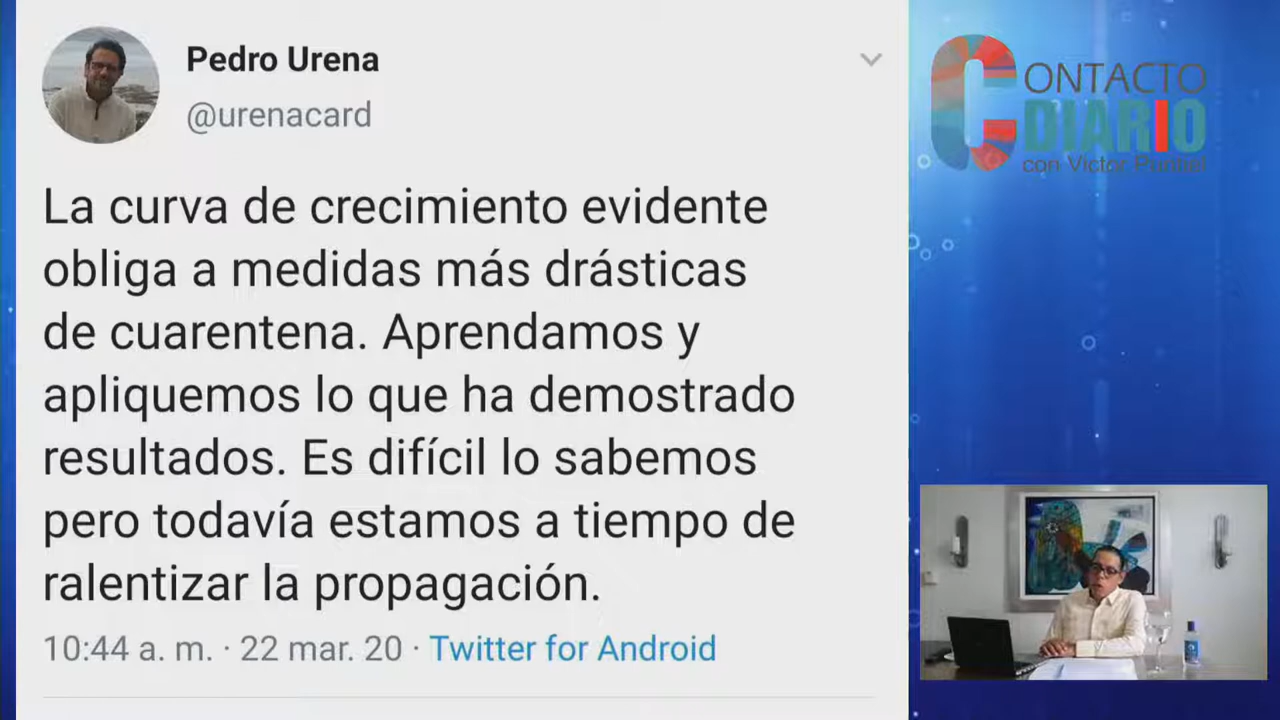 Pedro Urena
@urenacard
La curva de crecimiento evidente
obliga a medidas más drásticas
de cuarentena. Aprendamos y
apliquemos lo que ha demostrado
resultados. Es difícil lo sabemos
pero todavía estamos a tiempo de
ralentizar la propagación.
10:44 a. m. · 22 mar. 20 · Twitter for Android
CONTACTO
DIARIO
con Victor